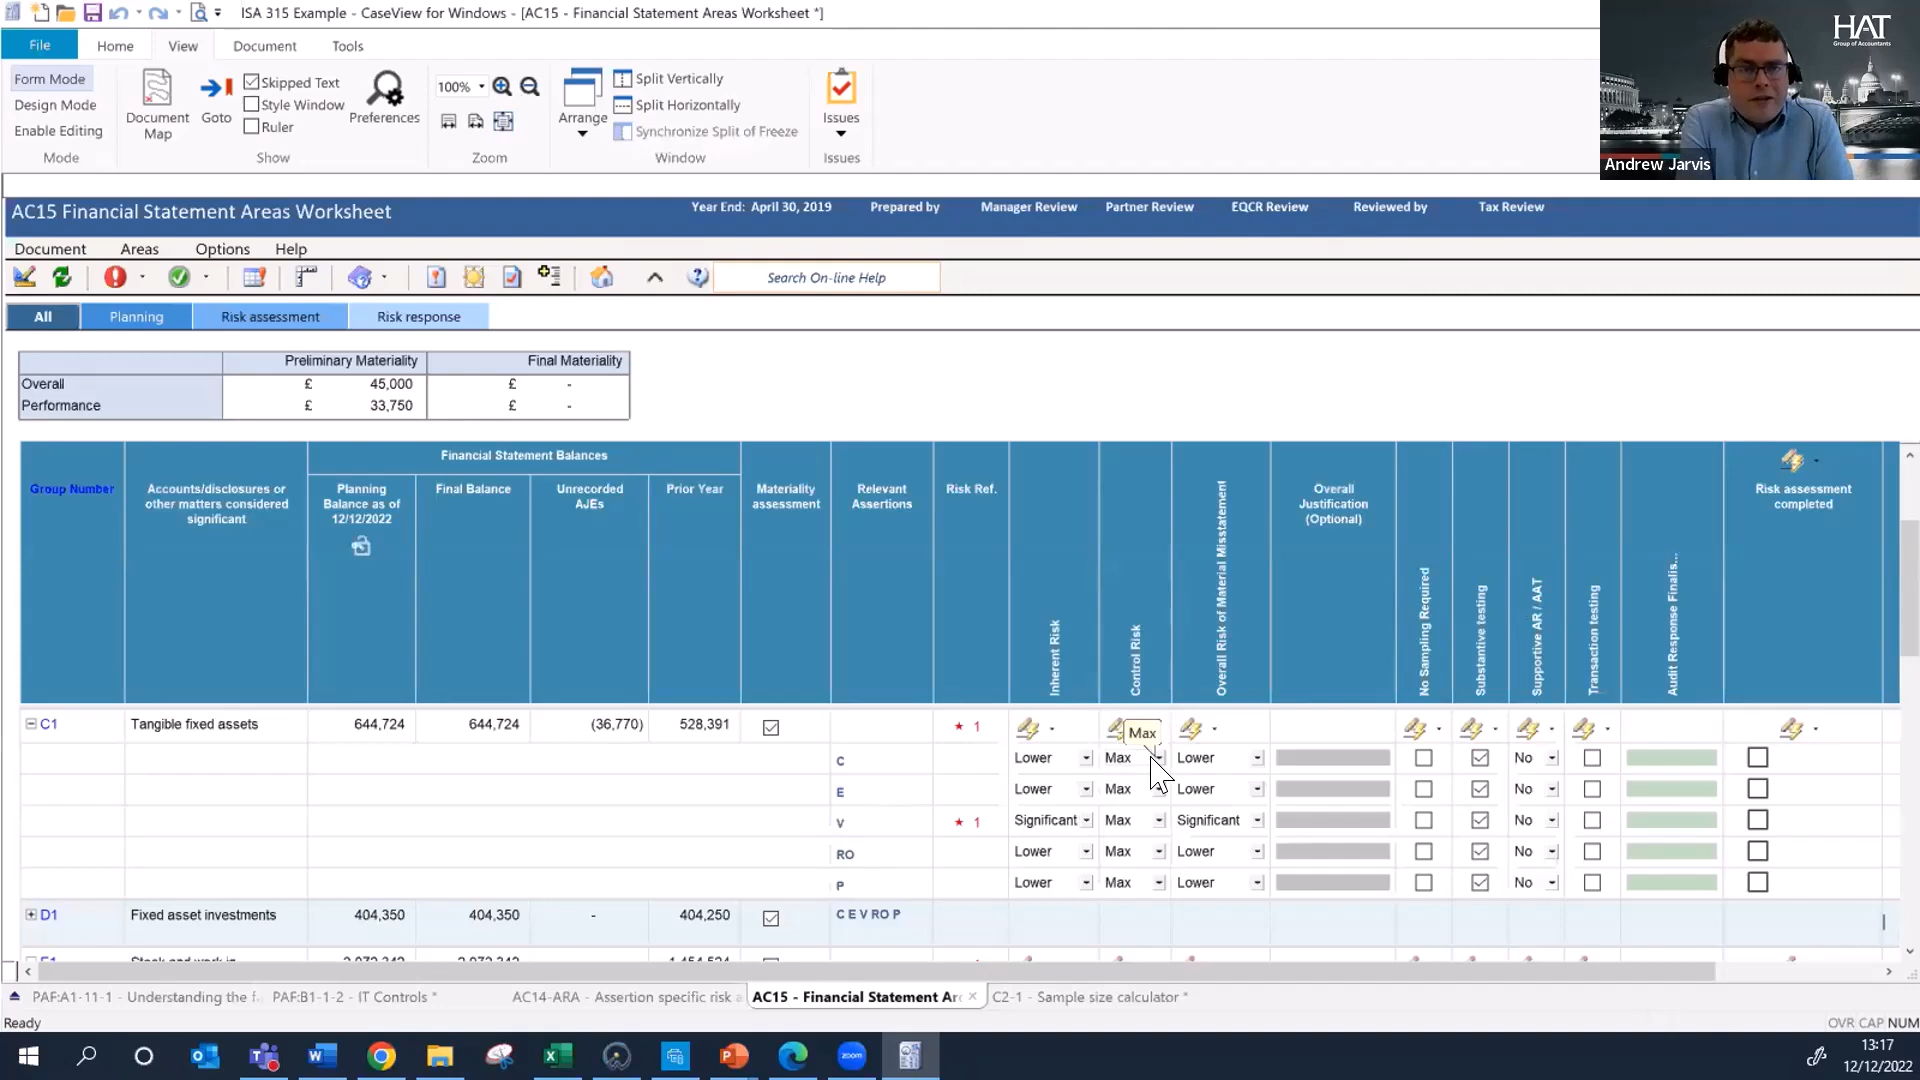 ISA 315 Example - CaseView for Windows - [AC15 - Financial Statement Areas Worksheet *]
HAT
Group of Accountants
Andrew Jarvis
File Home View Document Tools
Form Mode
Design Mode
Enable Editing
Mode
Document Map
Goto
Skipped Text
Style Window
Ruler
Preferences
Show
100%
Zoom
Arrange
Split Vertically
Split Horizontally
Synchronize Split of Freeze
Window
Issues
Issues
AC15 Financial Statement Areas Worksheet
Year End: April 30, 2019 Prepared by Manager Review Partner Review EQCR Review Reviewed by Tax Review
Document Areas Options Help
Search On-line Help
All Planning Risk assessment Risk response
Preliminary Materiality Final Materiality
Overall £ 45,000 £ -
Performance £ 33,750 £ -
Financial Statement Balances
Group Number
Accounts/disclosures or
other matters considered
significant
Planning
Balance as of
12/12/2022
Final Balance
Unrecorded
AJEs
Prior Year
Materiality
assessment
Relevant
Assertions
Risk Ref.
Inherent Risk
Control Risk
Overall Risk of Material Misstatement
Overall
Justification
(Optional)
No Sampling Required
Substantive testing
Supportive AR / AAT
Transaction testing
Audit Response Finalis...
Risk assessment
completed
C1 Tangible fixed assets 644,724 644,724 (36,770) 528,391 1
Max
C Lower Max Lower No
E Lower Max Lower No
V 1 Significant Max Significant No
RO Lower Max Lower No
P Lower Max Lower No
D1 Fixed asset investments 404,350 404,350 - 404,250 C E V RO P
PAF:A1-11-1 - Understanding the f PAF:B1-1-2 - IT Controls * AC14-ARA - Assertion specific risk a AC15 - Financial Statement Ar C2-1 - Sample size calculator *
Ready
OVR CAP NUM
zoom
13:17
12/12/2022